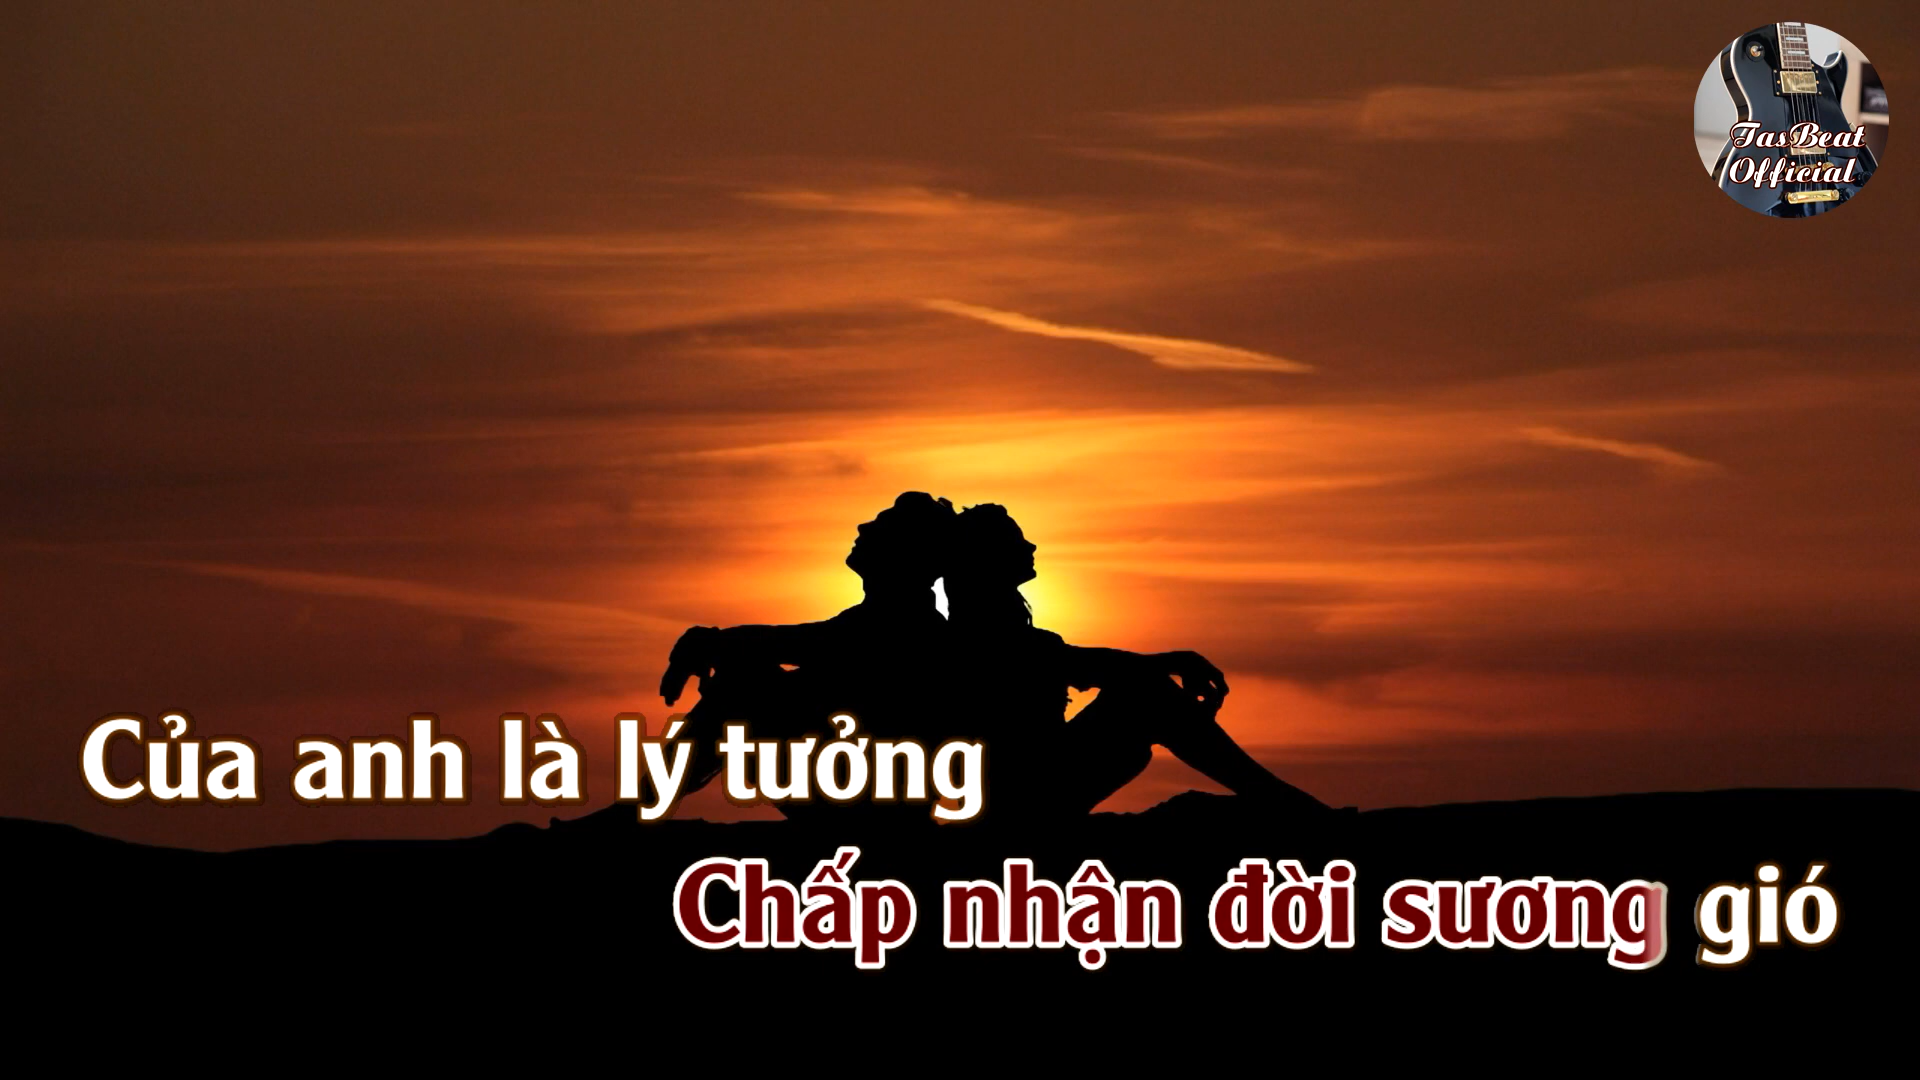 TasBeat
Official
Của anh là lý tưởng
Chấp nhận đời sương gió